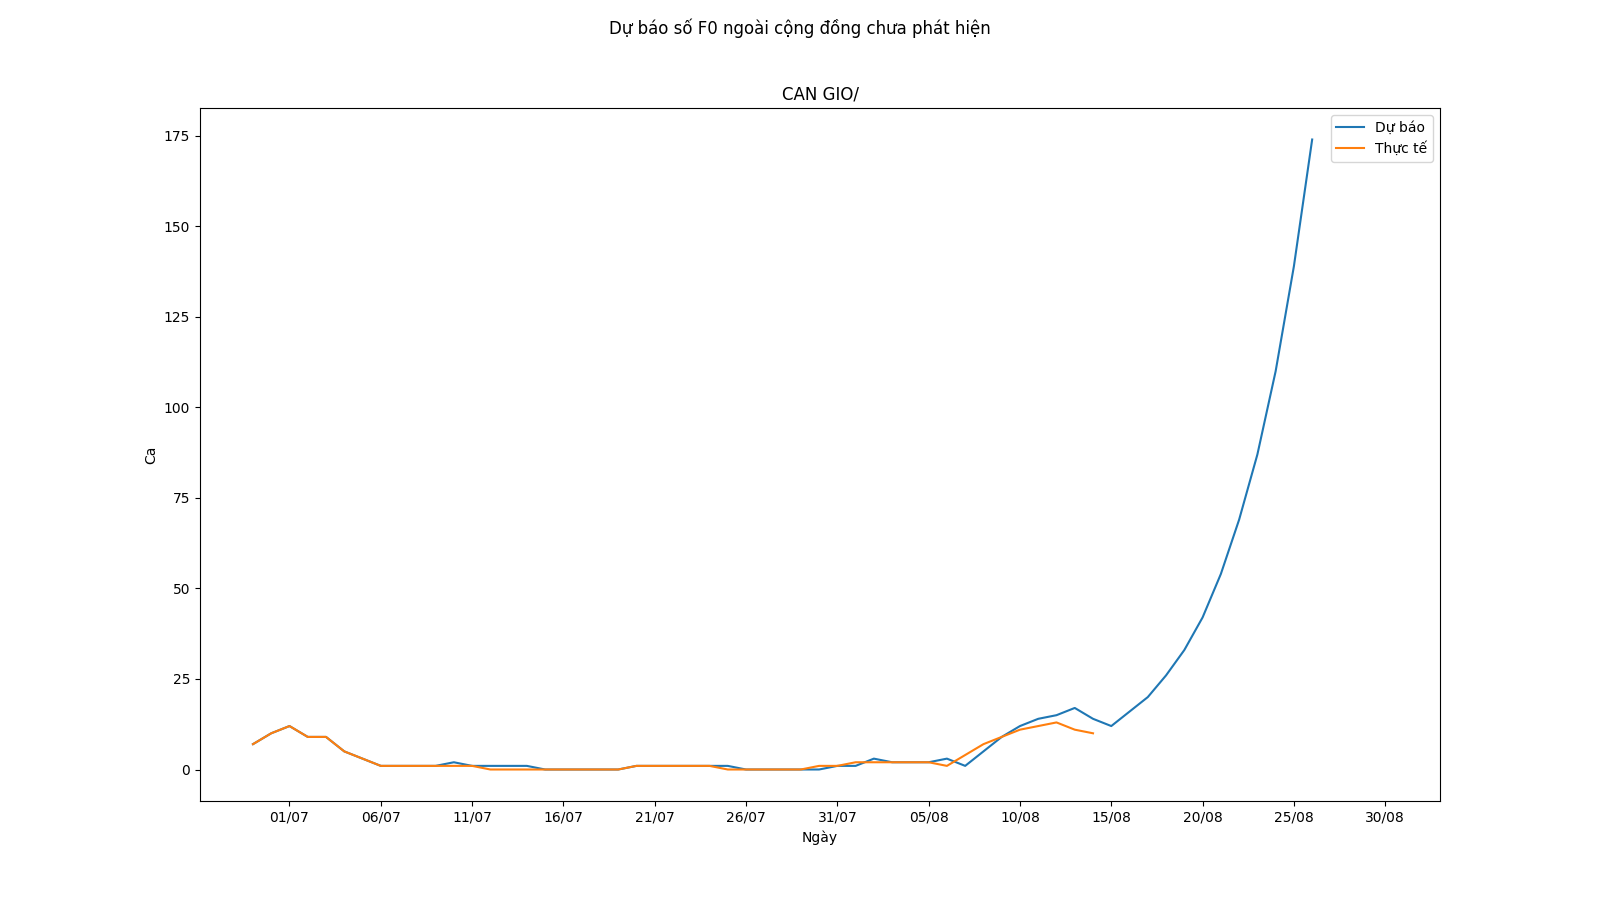 Dự báo số F0 ngoài cộng đồng chưa phát hiện
CAN GIO/
Dự báo
Thực tế
175
150
125
100
75
50
25
0
Ca
01/07 06/07 11/07 16/07 21/07 26/07 31/07 05/08 10/08 15/08 20/08 25/08 30/08
Ngày